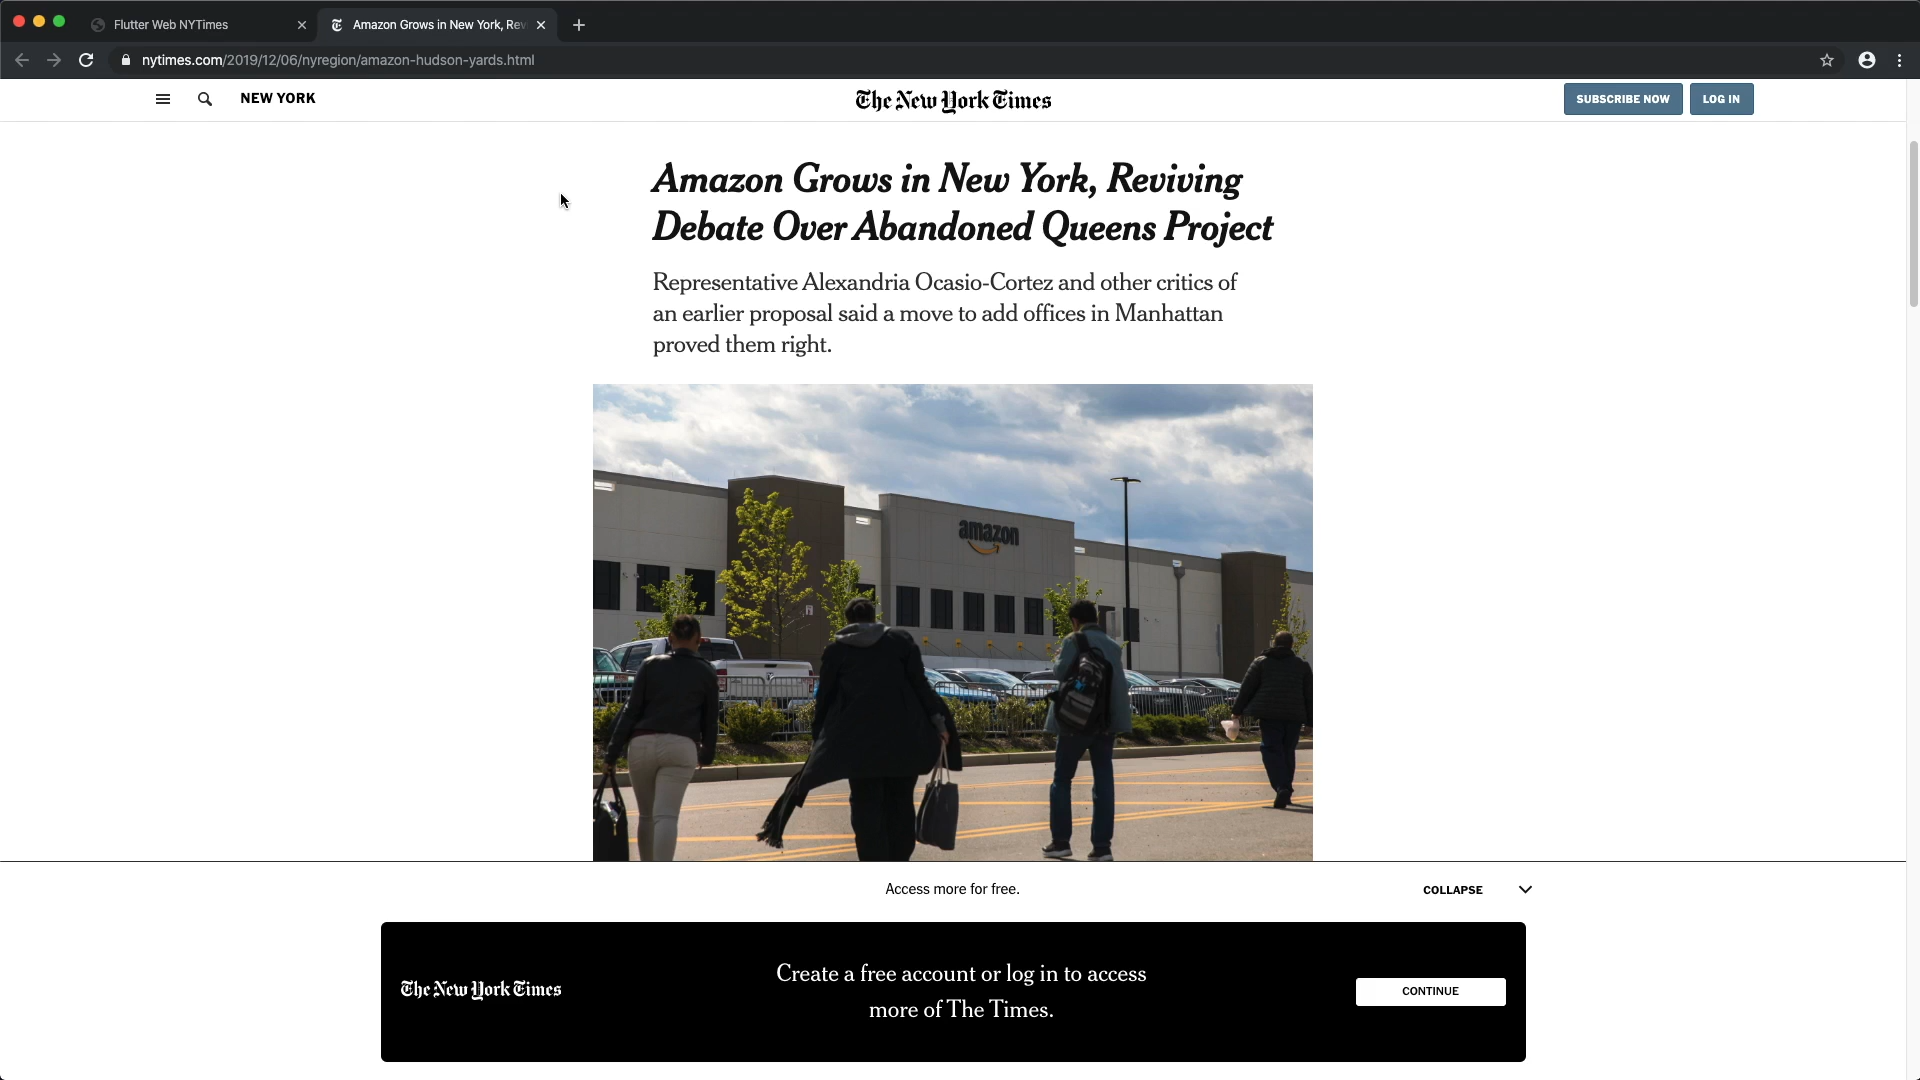 Flutter Web NYTimes
Amazon Grows in New York, Rev
nytimes.com/2019/12/06/nyregion/amazon-hudson-yards.html
NEW YORK
The New York Times
SUBSCRIBE NOW
LOG IN
Amazon Grows in New York, Reviving
Debate Over Abandoned Queens Project
Representative Alexandria Ocasio-Cortez and other critics of
an earlier proposal said a move to add offices in Manhattan
proved them right.
amazon
Access more for free.
COLLAPSE
The New York Times
Create a free account or log in to access
more of The Times.
CONTINUE